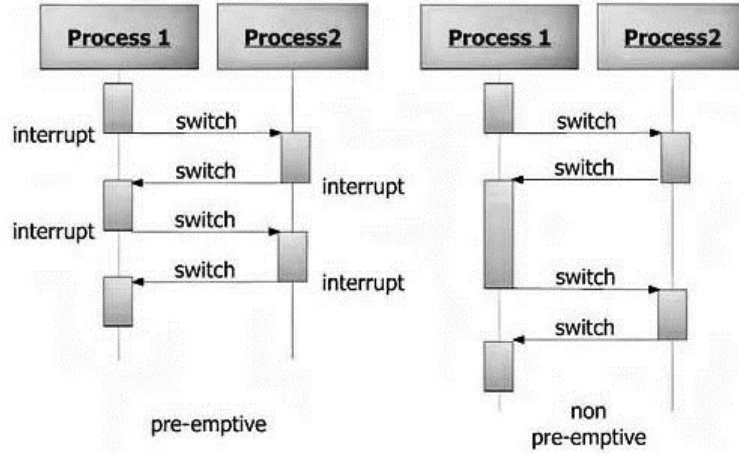 Process 1
Process2
interrupt
switch
switch
interrupt
interrupt
switch
switch
interrupt
pre-emptive
Process 1
Process2
switch
switch
switch
switch
non
pre-emptive